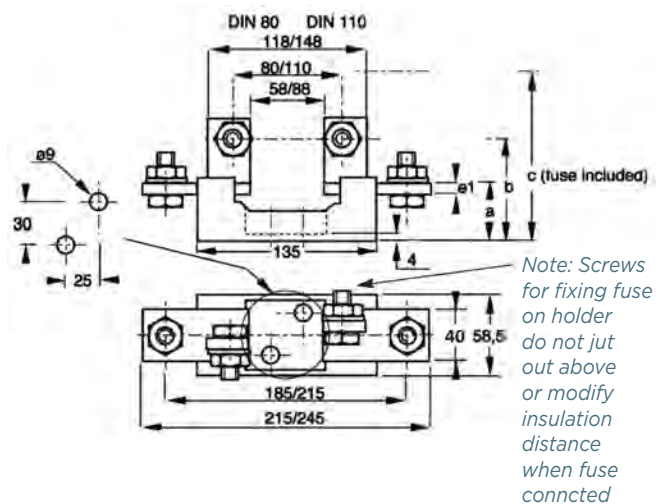 DIN 80 DIN 110
118/148
80/110
58/88
ø9
30
25
e1
a
b
c (fuse included)
135
4
Note: Screws
for fixing fuse
on holder
do not jut
out above
or modify
insulation
distance
when fuse
conncted
40
58,5
185/215
215/245